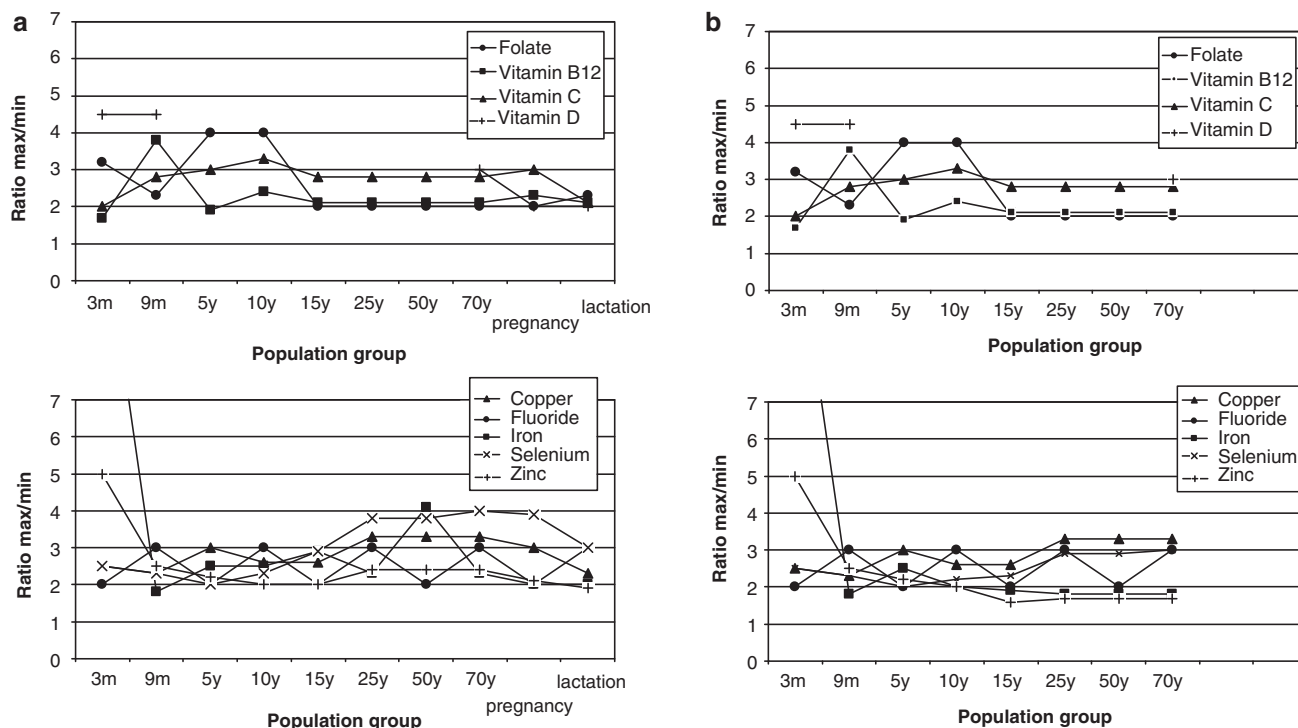 a
Ratio max/min
7
6
5
4
3
2
1
0
Folate
Vitamin B12
Vitamin C
Vitamin D
3m 9m 5y 10y 15y 25y 50y 70y
pregnancy
lactation
Population group
b
Ratio max/min
7
6
5
4
3
2
1
0
Folate
Vitamin B12
Vitamin C
Vitamin D
3m 9m 5y 10y 15y 25y 50y 70y
Population group
Ratio max/min
7
6
5
4
3
2
1
0
Copper
Fluoride
Iron
Selenium
Zinc
3m 9m 5y 10y 15y 25y 50y 70y
pregnancy
lactation
Population group
Ratio max/min
7
6
5
4
3
2
1
0
Copper
Fluoride
Iron
Selenium
Zinc
3m 9m 5y 10y 15y 25y 50y 70y
Population group